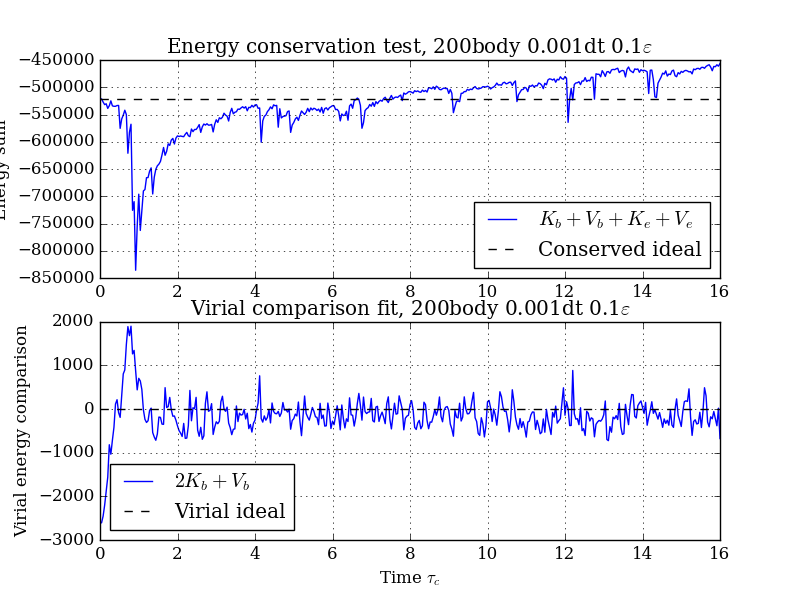 Energy conservation test, 200body 0.001dt 0.1ε
−450000
−500000
−550000
−600000
−650000
−700000
−750000
−800000
−850000
Energy sum
K_b + V_b + K_e + V_e
Conserved ideal
0 2 4 6 8 10 12 14 16
Virial comparison fit, 200body 0.001dt 0.1ε
2000
1000
0
−1000
−2000
−3000
Virial energy comparison
2K_b + V_b
Virial ideal
0 2 4 6 8 10 12 14 16
Time τ_c